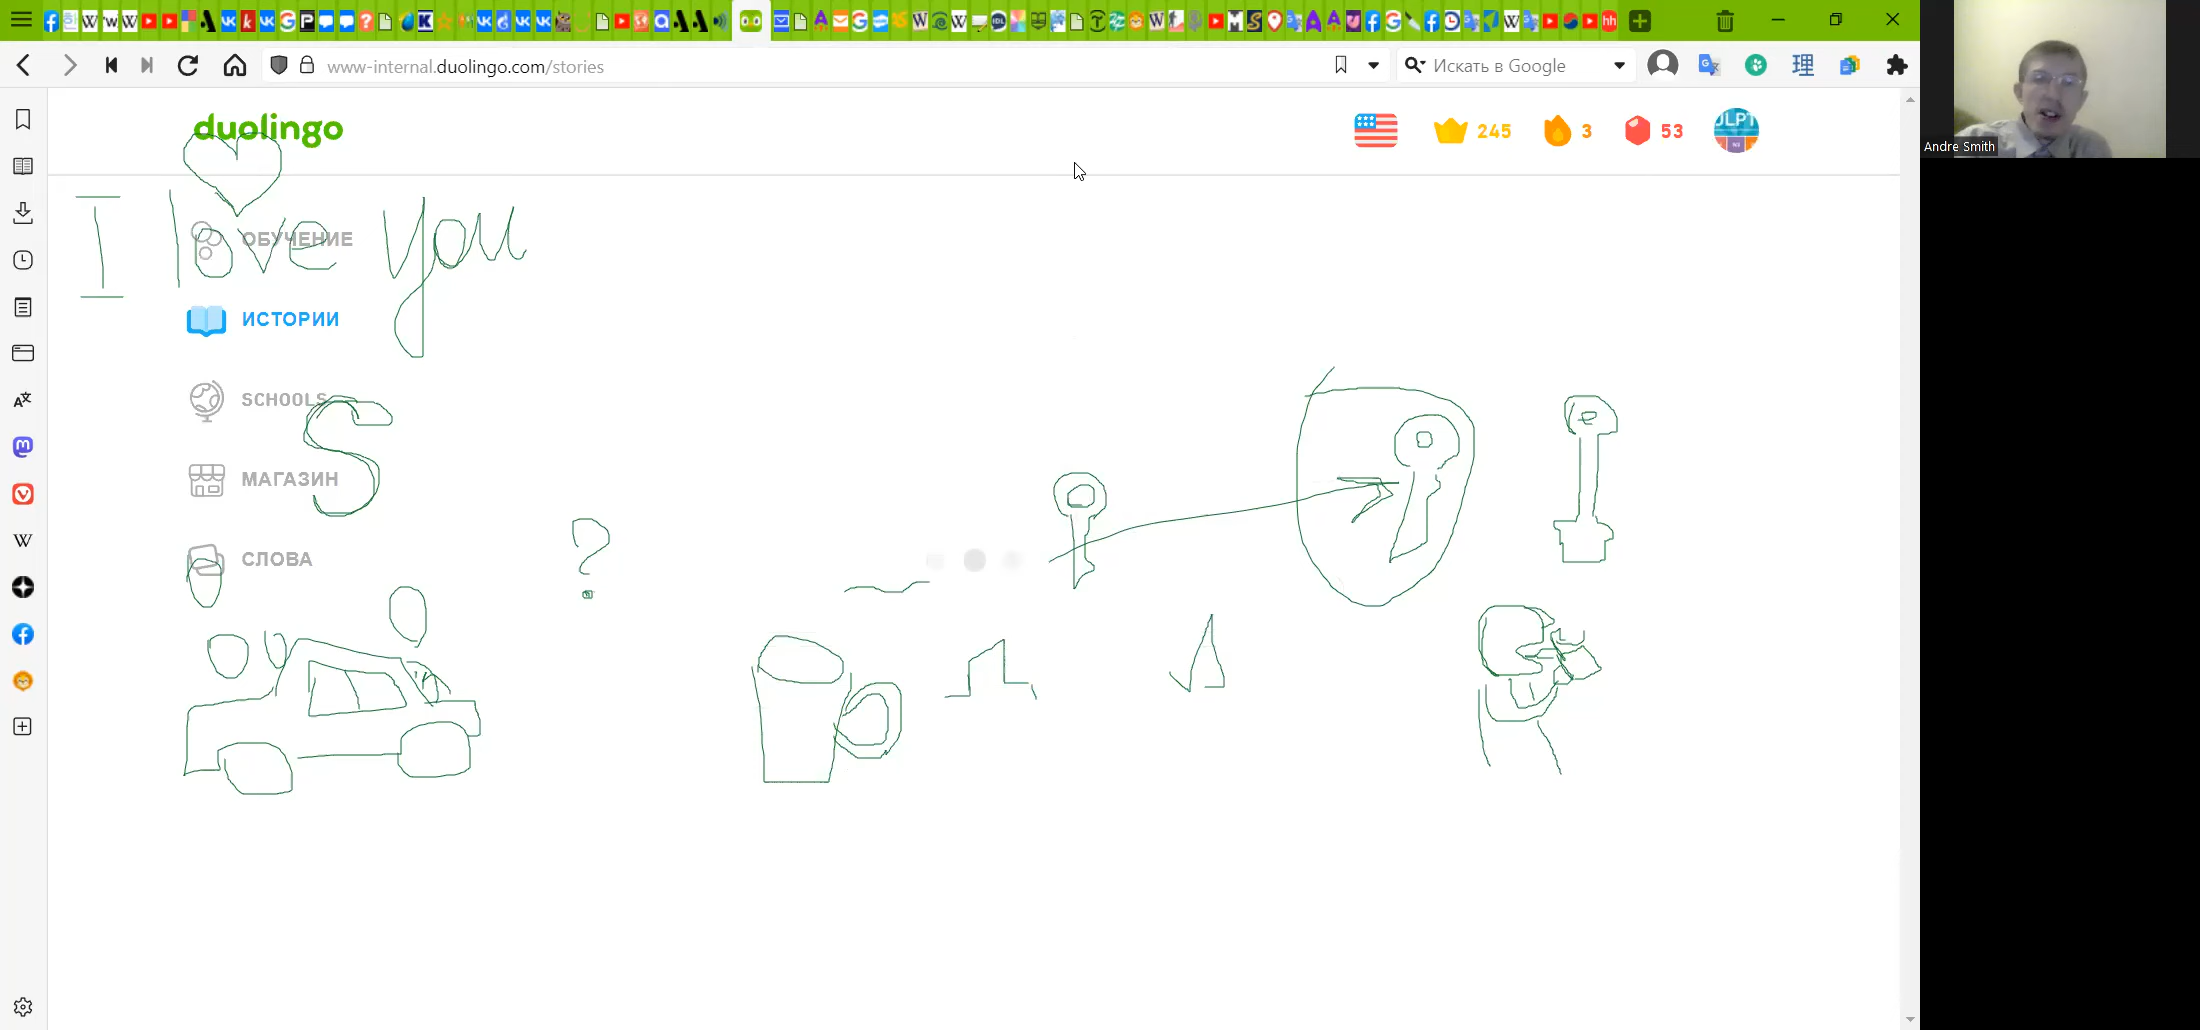 www-internal.duolingo.com/stories
Искать в Google
duolingo
245
3
53
JLPT
Andre Smith
I love you
ОБУЧЕНИЕ
ИСТОРИИ
SCHOOLS
S
МАГАЗИН
?
СЛОВА